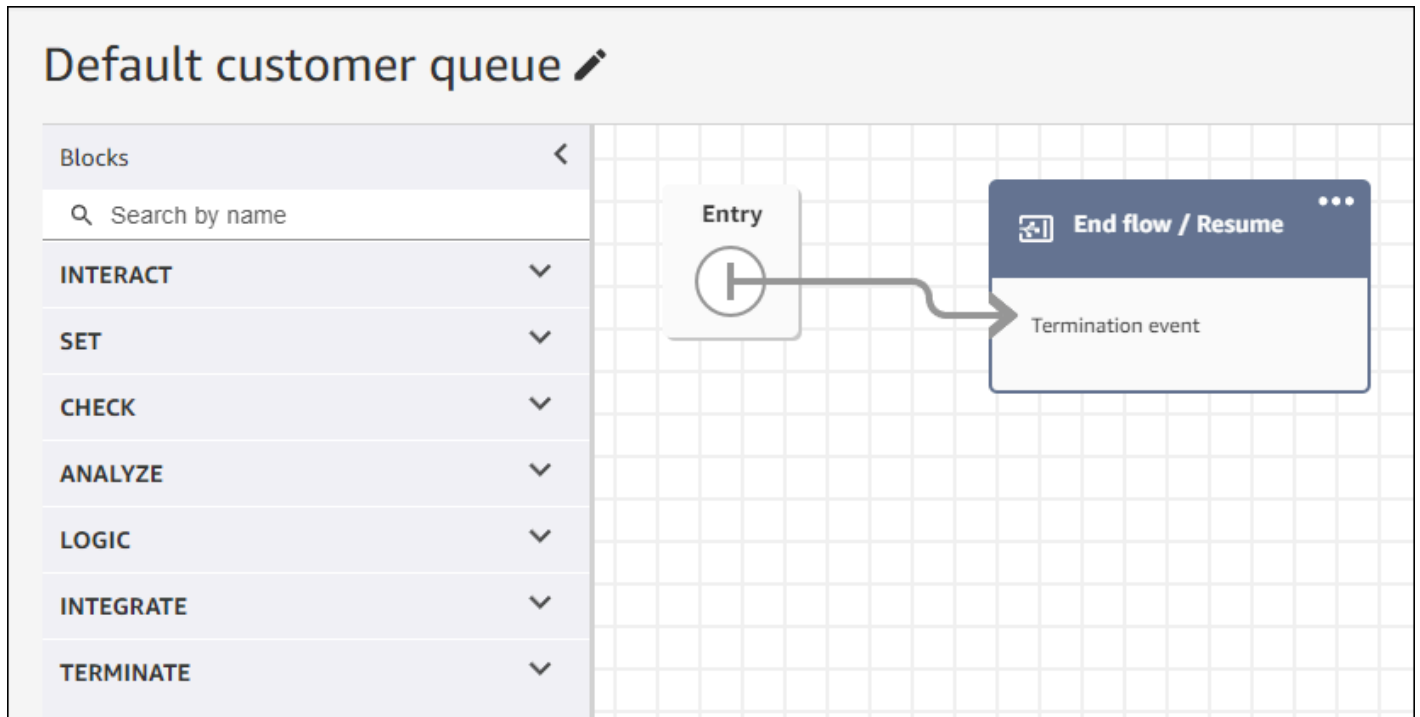 Default customer queue
Blocks
Search by name
INTERACT
SET
CHECK
ANALYZE
LOGIC
INTEGRATE
TERMINATE
Entry
End flow / Resume
Termination event